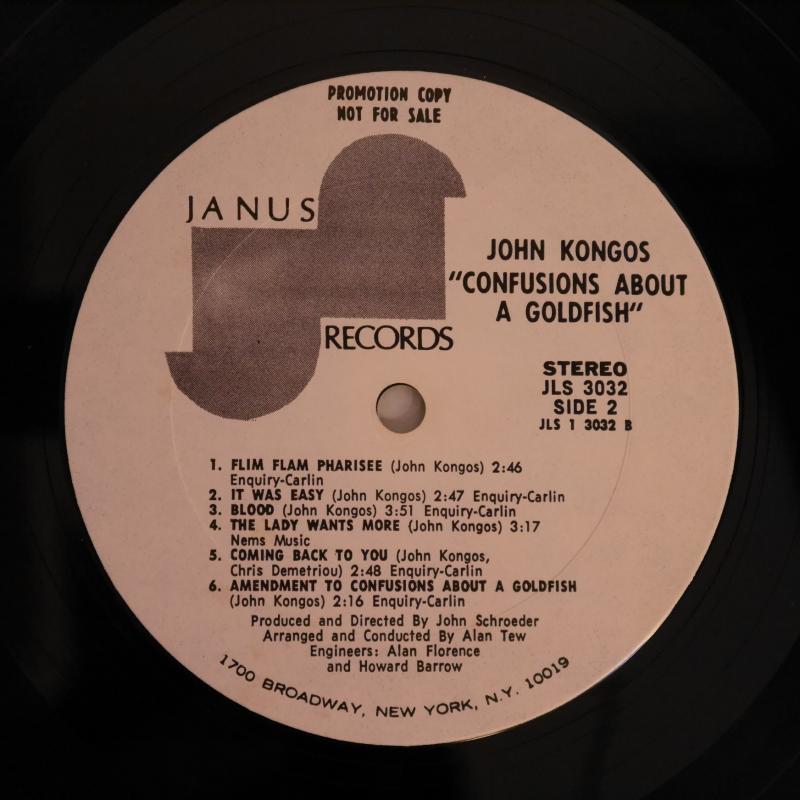 PROMOTION COPY
NOT FOR SALE
JANUS
RECORDS
JOHN KONGOS
"CONFUSIONS ABOUT
A GOLDFISH"
STEREO
JLS 3032
SIDE 2
JLS 1 3032 B
1. FLIM FLAM PHARISEE (John Kongos) 2:46
Enquiry-Carlin
2. IT WAS EASY (John Kongos) 2:47 Enquiry-Carlin
3. BLOOD (John Kongos) 3:51 Enquiry-Carlin
4. THE LADY WANTS MORE (John Kongos) 3:17
Nems Music
5. COMING BACK TO YOU (John Kongos,
Chris Demetriou) 2:48 Enquiry-Carlin
6. AMENDMENT TO CONFUSIONS ABOUT A GOLDFISH
(John Kongos) 2:16 Enquiry-Carlin
Produced and Directed By John Schroeder
Arranged and Conducted By Alan Tew
Engineers: Alan Florence
and Howard Barrow
1700 BROADWAY, NEW YORK, N.Y. 10019